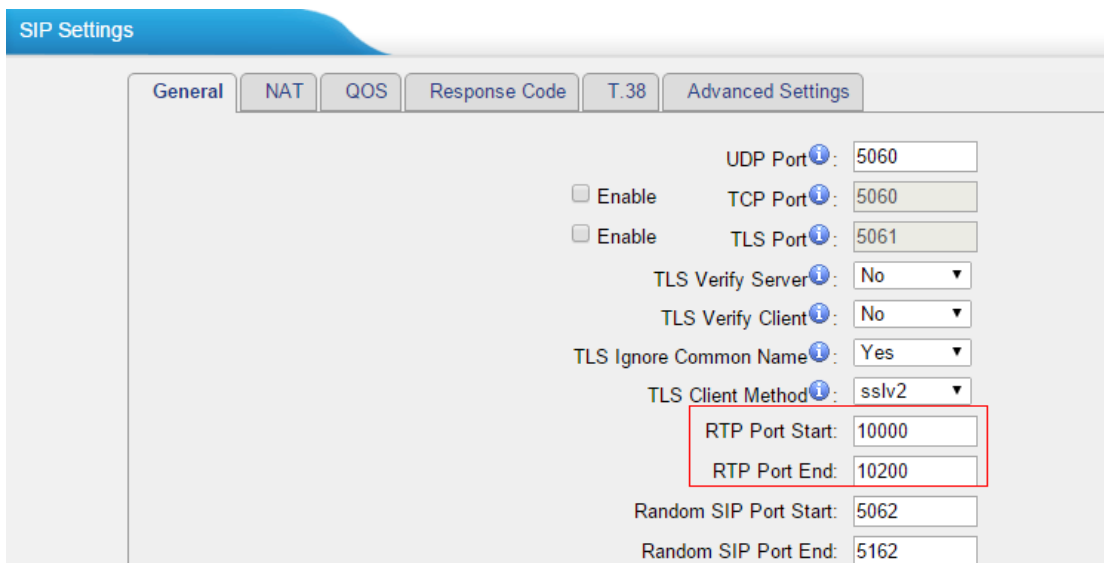 SIP Settings
General NAT QOS Response Code T.38 Advanced Settings
UDP Port : 5060
Enable TCP Port : 5060
Enable TLS Port : 5061
TLS Verify Server : No
TLS Verify Client : No
TLS Ignore Common Name : Yes
TLS Client Method : sslv2
RTP Port Start: 10000
RTP Port End: 10200
Random SIP Port Start: 5062
Random SIP Port End: 5162